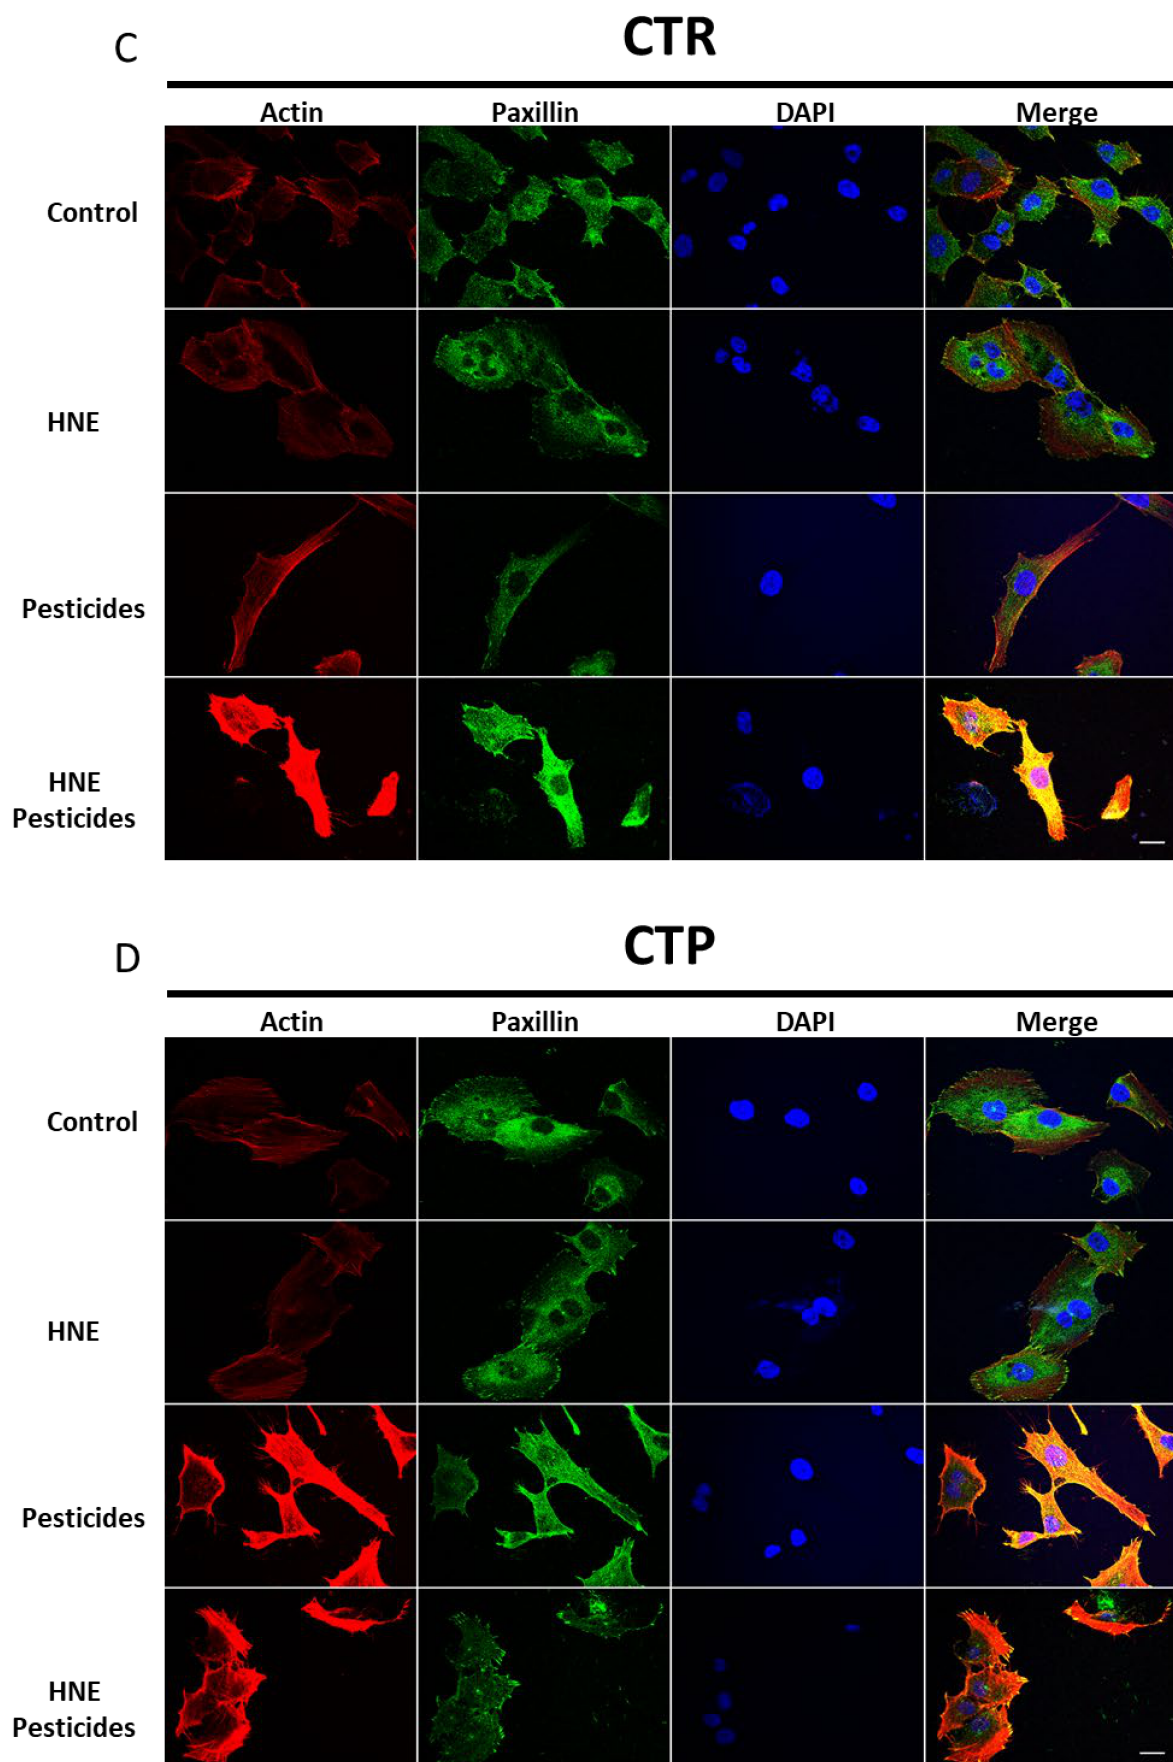 C
CTR
Actin Paxillin DAPI Merge
Control
HNE
Pesticides
HNE
Pesticides
D
CTP
Actin Paxillin DAPI Merge
Control
HNE
Pesticides
HNE
Pesticides